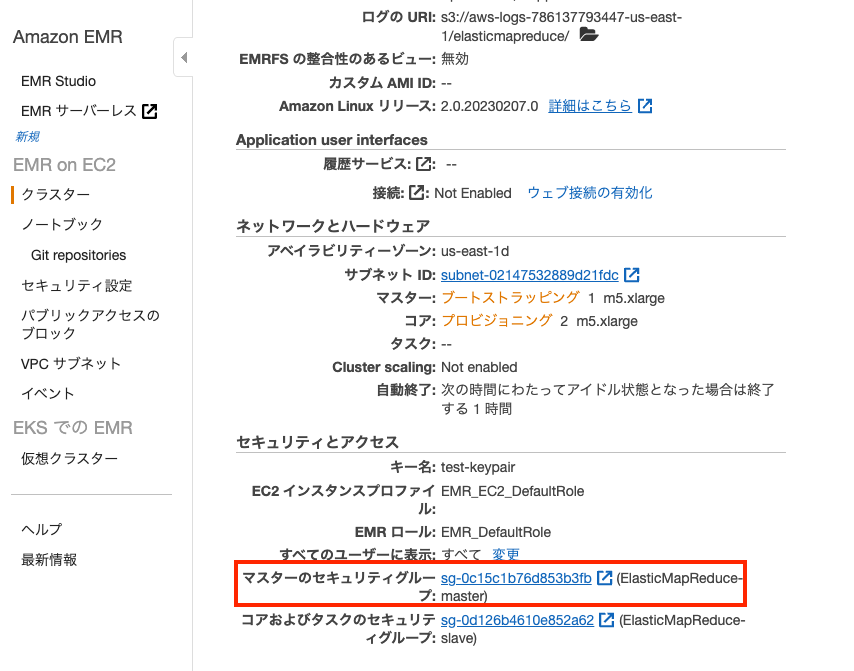 Amazon EMR
EMR Studio
EMR サーバーレス
新規
EMR on EC2
クラスター
ノートブック
Git repositories
セキュリティ設定
パブリックアクセスの
ブロック
VPC サブネット
イベント
EKS での EMR
仮想クラスター
ヘルプ
最新情報
ログの URI: s3://aws-logs-786137793447-us-east-
1/elasticmapreduce/
EMRFS の整合性のあるビュー: 無効
カスタム AMI ID: --
Amazon Linux リリース: 2.0.20230207.0 詳細はこちら
Application user interfaces
履歴サービス: : --
接続: : Not Enabled ウェブ接続の有効化
ネットワークとハードウェア
アベイラビリティーゾーン: us-east-1d
サブネット ID: subnet-02147532889d21fdc
マスター: ブートストラッピング 1 m5.xlarge
コア: プロビジョニング 2 m5.xlarge
タスク: --
Cluster scaling: Not enabled
自動終了: 次の時間にわたってアイドル状態となった場合は終了
する 1 時間
セキュリティとアクセス
キー名: test-keypair
EC2 インスタンスプロファイ EMR_EC2_DefaultRole
ル:
EMR ロール: EMR_DefaultRole
すべてのユーザーに表示: すべて 変更
マスターのセキュリティグルー sg-0c15c1b76d853b3fb (ElasticMapReduce-
プ: master)
コアおよびタスクのセキュリテ sg-0d126b4610e852a62 (ElasticMapReduce-
ィグループ: slave)